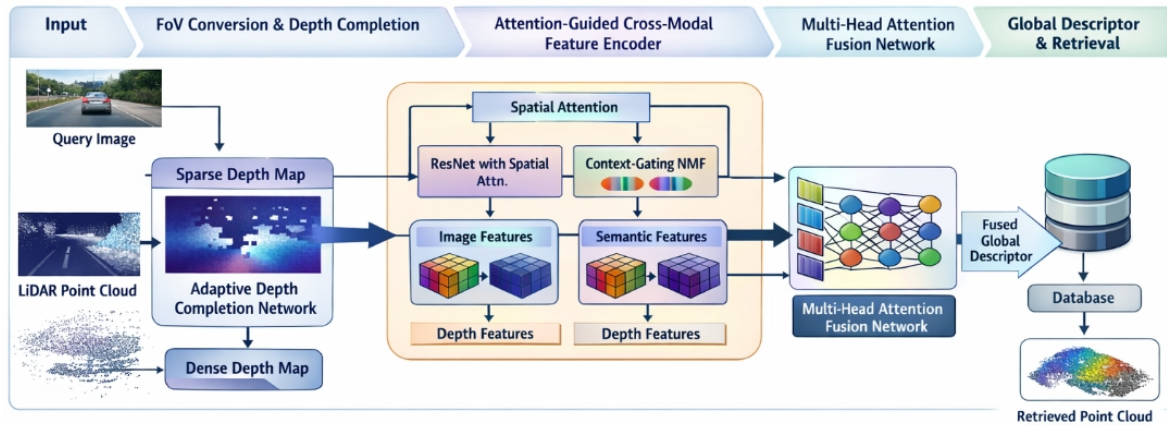 Input
FoV Conversion & Depth Completion
Attention-Guided Cross-Modal
Feature Encoder
Multi-Head Attention
Fusion Network
Global Descriptor
& Retrieval
Query Image
LiDAR Point Cloud
Sparse Depth Map
Adaptive Depth
Completion Network
Dense Depth Map
Spatial Attention
ResNet with Spatial
Attn.
Context-Gating NMF
Image Features
Semantic Features
Depth Features
Depth Features
Multi-Head Attention
Fusion Network
Fused
Global
Descriptor
Database
Retrieved Point Cloud